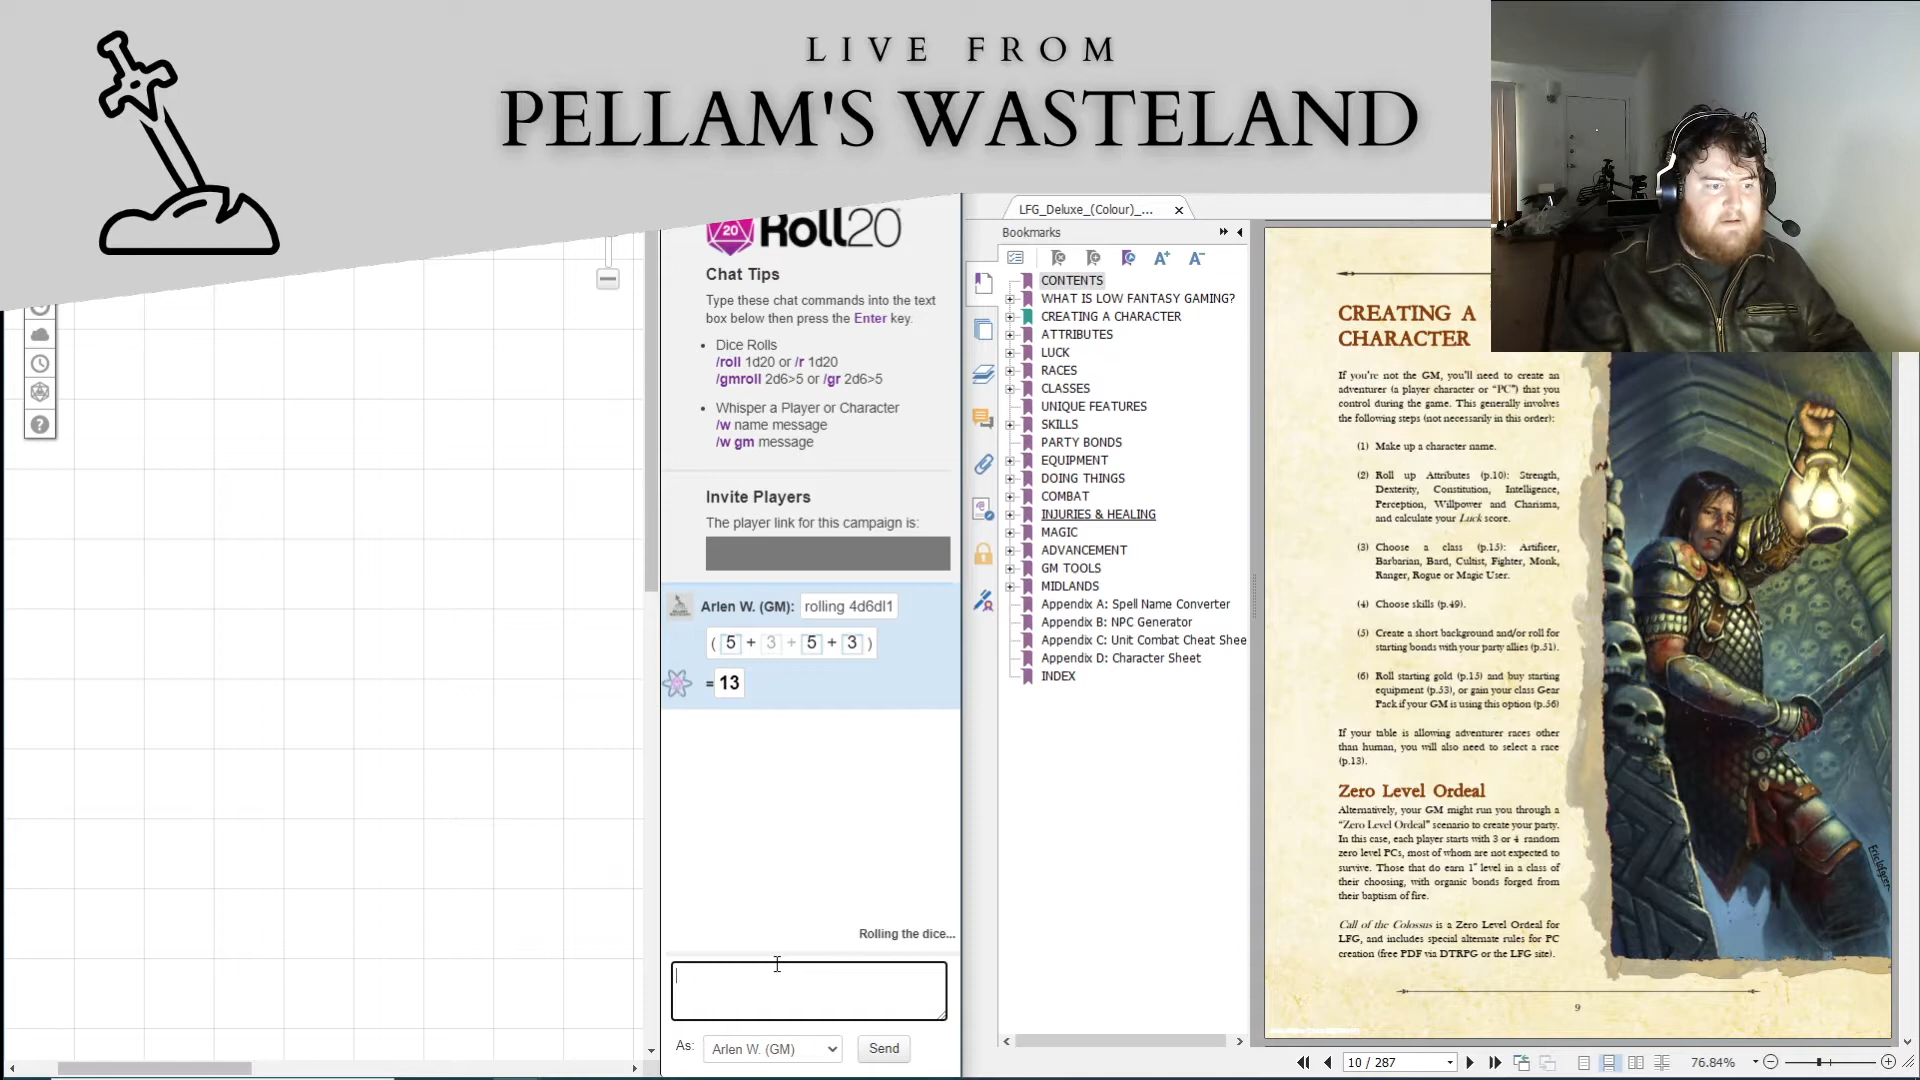 LIVE FROM
PELLAM'S WASTELAND
20
Roll20
Chat Tips
Type these chat commands into the text
box below then press the Enter key.
• Dice Rolls
/roll 1d20 or /r 1d20
/gmroll 2d6>5 or /gr 2d6>5
• Whisper a Player or Character
/w name message
/w gm message
Invite Players
The player link for this campaign is:
Arlen W. (GM): rolling 4d6dl1
(5+3+5+3)
=13
Rolling the dice...
As: Arlen W. (GM) Send
LFG_Deluxe_(Colour)_...
Bookmarks
CONTENTS
WHAT IS LOW FANTASY GAMING?
CREATING A CHARACTER
ATTRIBUTES
LUCK
RACES
CLASSES
UNIQUE FEATURES
SKILLS
PARTY BONDS
EQUIPMENT
DOING THINGS
COMBAT
INJURIES & HEALING
MAGIC
ADVANCEMENT
GM TOOLS
MIDLANDS
Appendix A: Spell Name Converter
Appendix B: NPC Generator
Appendix C: Unit Combat Cheat Shee
Appendix D: Character Sheet
INDEX
CREATING A
CHARACTER
If you're not the GM, you'll need to create an
adventurer (a player character or "PC") that you
control during the game. This generally involves
the following steps (not necessarily in this order):
(1) Make up a character name.
(2) Roll up Attributes (p.10): Strength,
Dexterity, Constitution, Intelligence,
Perception, Willpower and Charisma,
and calculate your Luck score.
(3) Choose a class (p.15): Artificer,
Barbarian, Bard, Cultist, Fighter, Monk,
Ranger, Rogue or Magic User.
(4) Choose skills (p.49).
(5) Create a short background and/or roll for
starting bonds with your party allies (p.51).
(6) Roll starting gold (p.15) and buy starting
equipment (p.53), or gain your class Gear
Pack if your GM is using this option (p.56)
If your table is allowing adventurer races other
than human, you will also need to select a race
(p.13).
Zero Level Ordeal
Alternatively, your GM might run you through a
"Zero Level Ordeal" scenario to create your party.
In this case, each player starts with 3 or 4 random
zero level PCs, most of whom are not expected to
survive. Those that do earn 1st level in a class of
their choosing, with organic bonds forged from
their baptism of fire.
Call of the Colossus is a Zero Level Ordeal for
LFG, and includes special alternate rules for PC
creation (free PDF via DTRPG or the LFG site).
9
10 / 287
76.84%